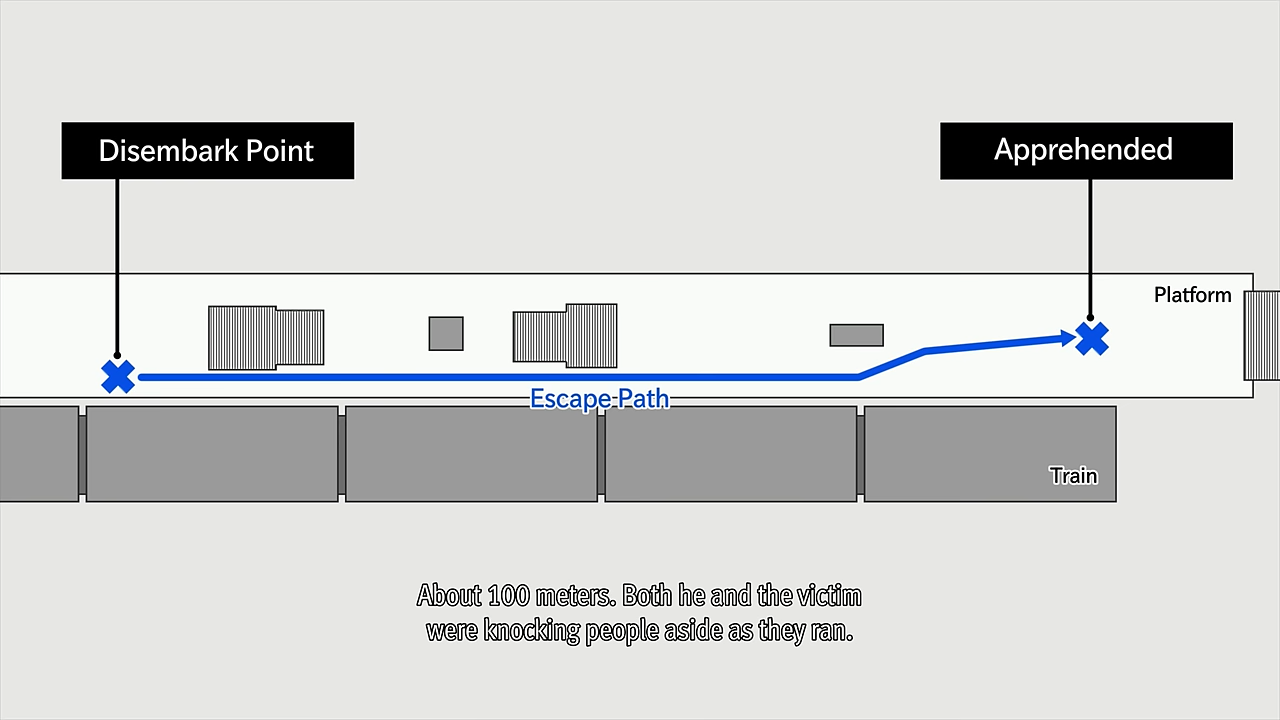 Disembark Point
Apprehended
Platform
Escape Path
Train
About 100 meters. Both he and the victim
were knocking people aside as they ran.